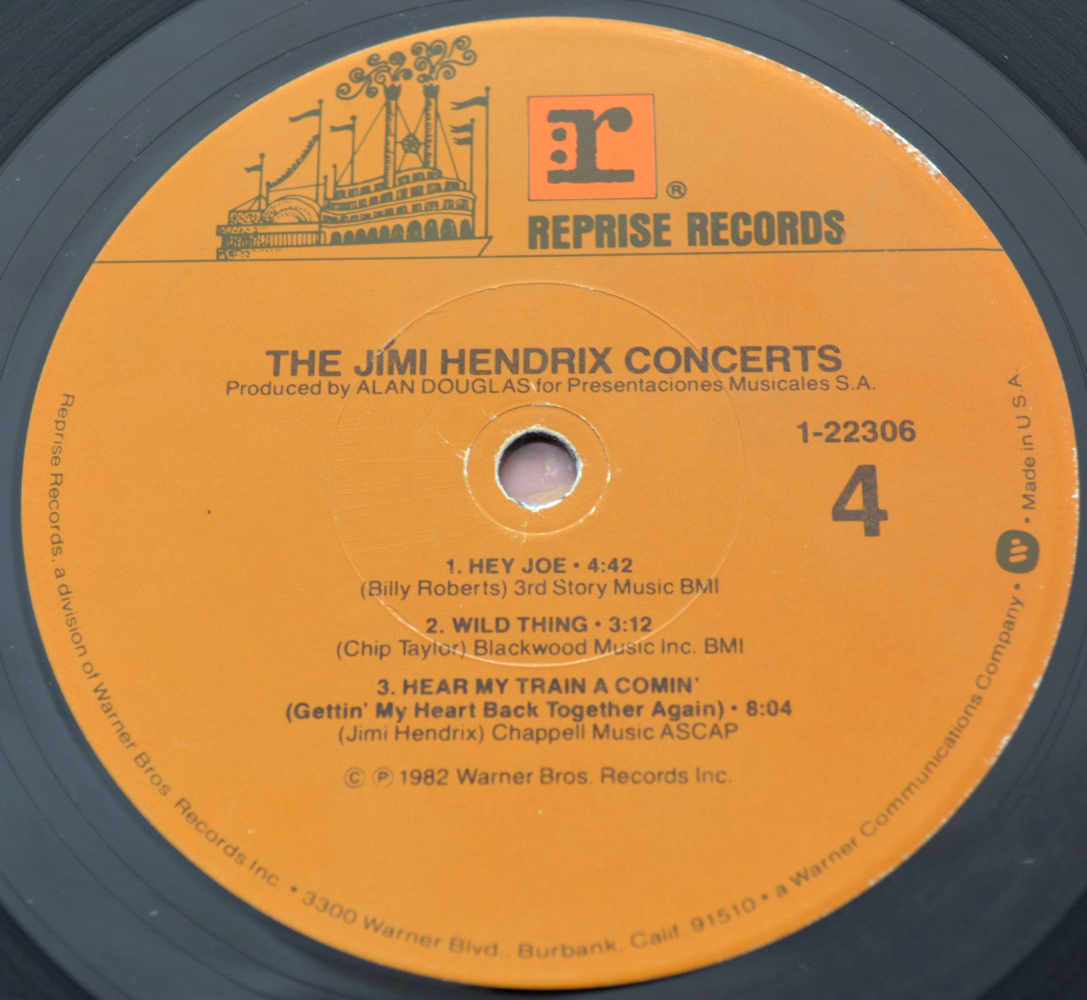 r
®
REPRISE RECORDS
THE JIMI HENDRIX CONCERTS
Produced by ALAN DOUGLAS for Presentaciones Musicales S.A.
1-22306
4
1. HEY JOE • 4:42
(Billy Roberts) 3rd Story Music BMI
2. WILD THING • 3:12
(Chip Taylor) Blackwood Music Inc. BMI
3. HEAR MY TRAIN A COMIN'
(Gettin' My Heart Back Together Again) • 8:04
(Jimi Hendrix) Chappell Music ASCAP
© ℗ 1982 Warner Bros. Records Inc.
Reprise Records, a division of Warner Bros. Records Inc. • 3300 Warner Blvd., Burbank, Calif. 91510 • a Warner Communications Company • W • Made in U.S.A.